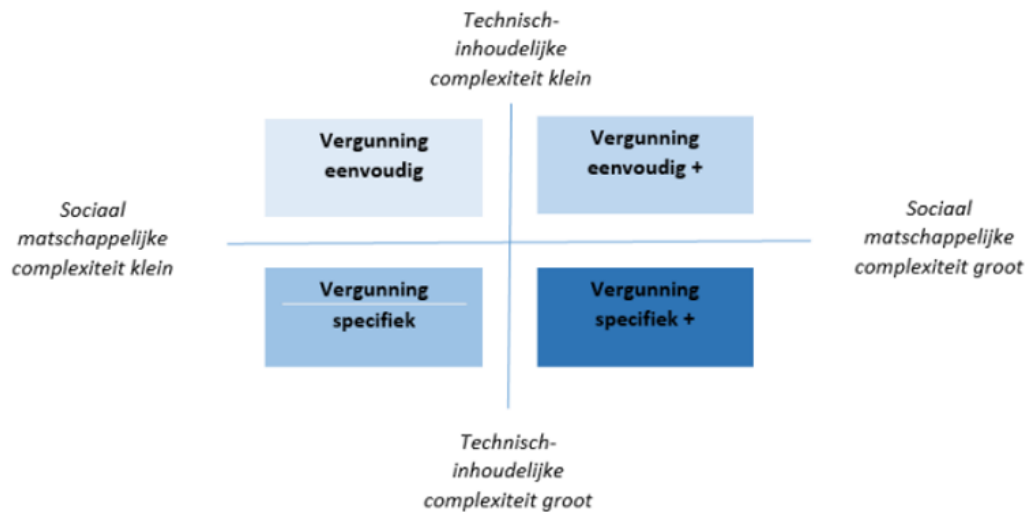 Technisch-
inhoudelijke
complexiteit klein
Vergunning
eenvoudig
Vergunning
eenvoudig +
Sociaal
matschappelijke
complexiteit klein
Sociaal
matschappelijke
complexiteit groot
Vergunning
specifiek
Vergunning
specifiek +
Technisch-
inhoudelijke
complexiteit groot